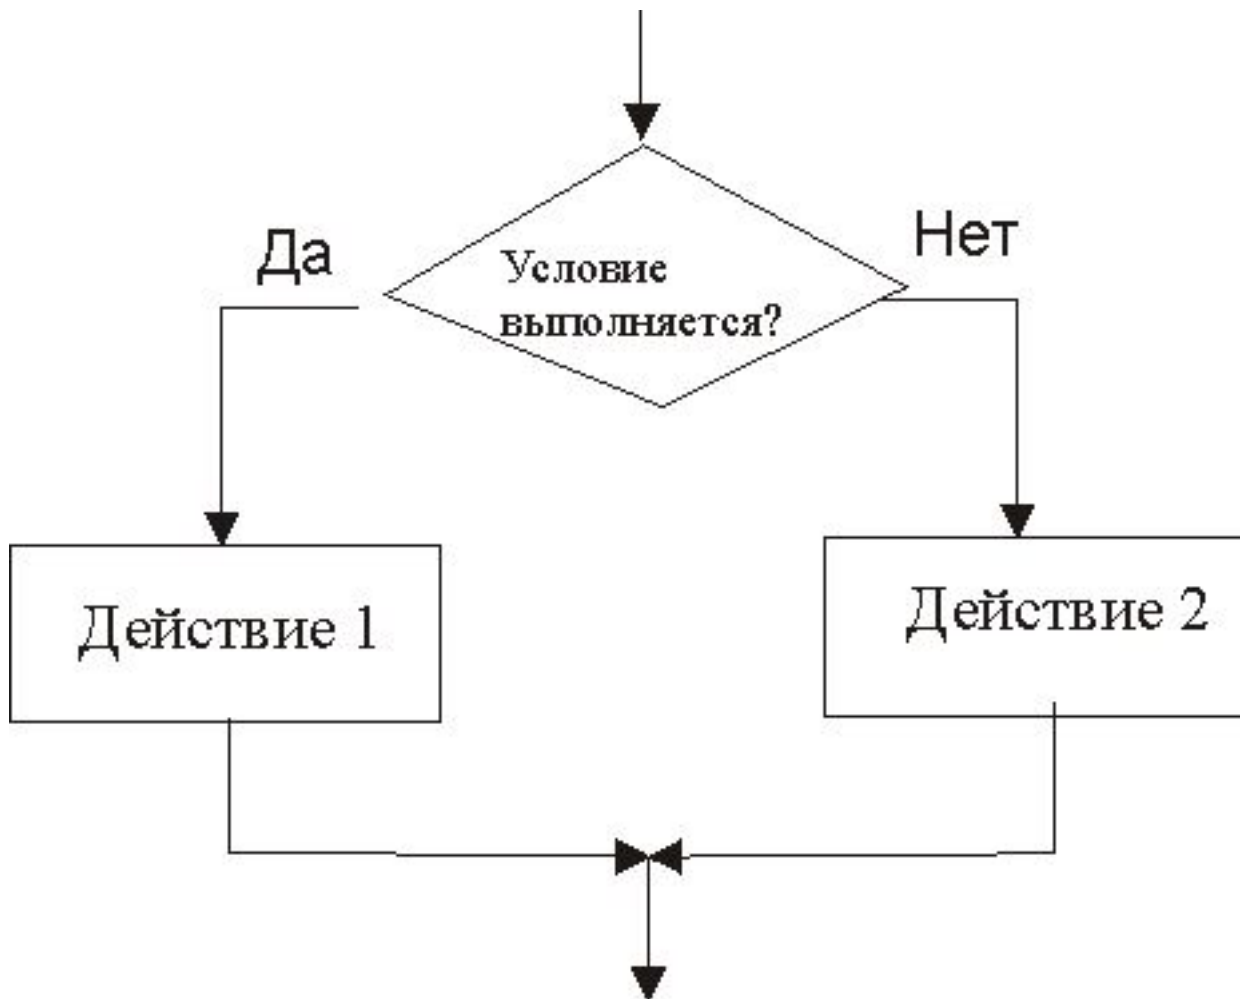 Да
Нет
Условие
выполняется?
Действие 1
Действие 2